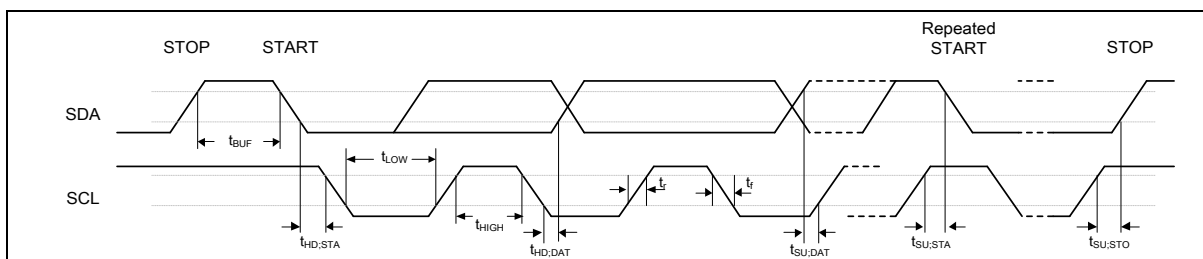 STOP START Repeated START STOP
SDA
tBUF
tLOW
SCL
tr tf
tHD;STA tHIGH tHD;DAT tSU;DAT tSU;STA tSU;STO